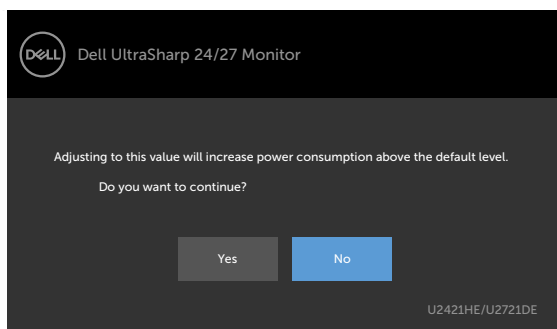 DELL
Dell UltraSharp 24/27 Monitor
Adjusting to this value will increase power consumption above the default level.
Do you want to continue?
Yes
No
U2421HE/U2721DE